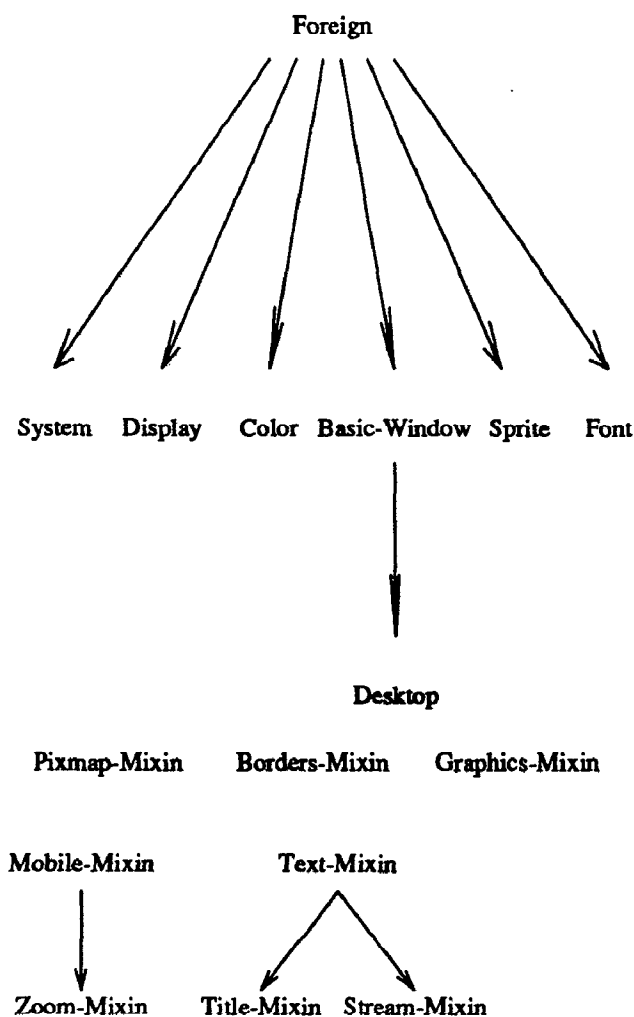 Foreign
System Display Color Basic-Window Sprite Font
Desktop
Pixmap-Mixin Borders-Mixin Graphics-Mixin
Mobile-Mixin Text-Mixin
Zoom-Mixin Title-Mixin Stream-Mixin